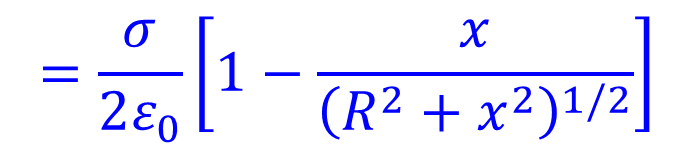 = σ/2ε₀ [1 − x/(R² + x²)^1/2]